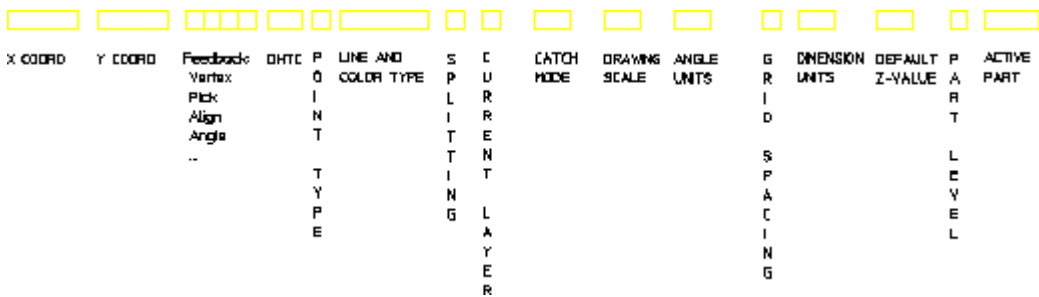 X COORD
Y COORD
Feedback:
Vertex
Pick
Align
Angle
...
OHTC
POINT TYPE
LINE AND
COLOR TYPE
SPLITTING
CURRENT LAYER
CATCH
MODE
DRAWING
SCALE
ANGLE
UNITS
GRID SPACING
DIMENSION
UNITS
DEFAULT
Z-VALUE
PART LEVEL
ACTIVE
PART